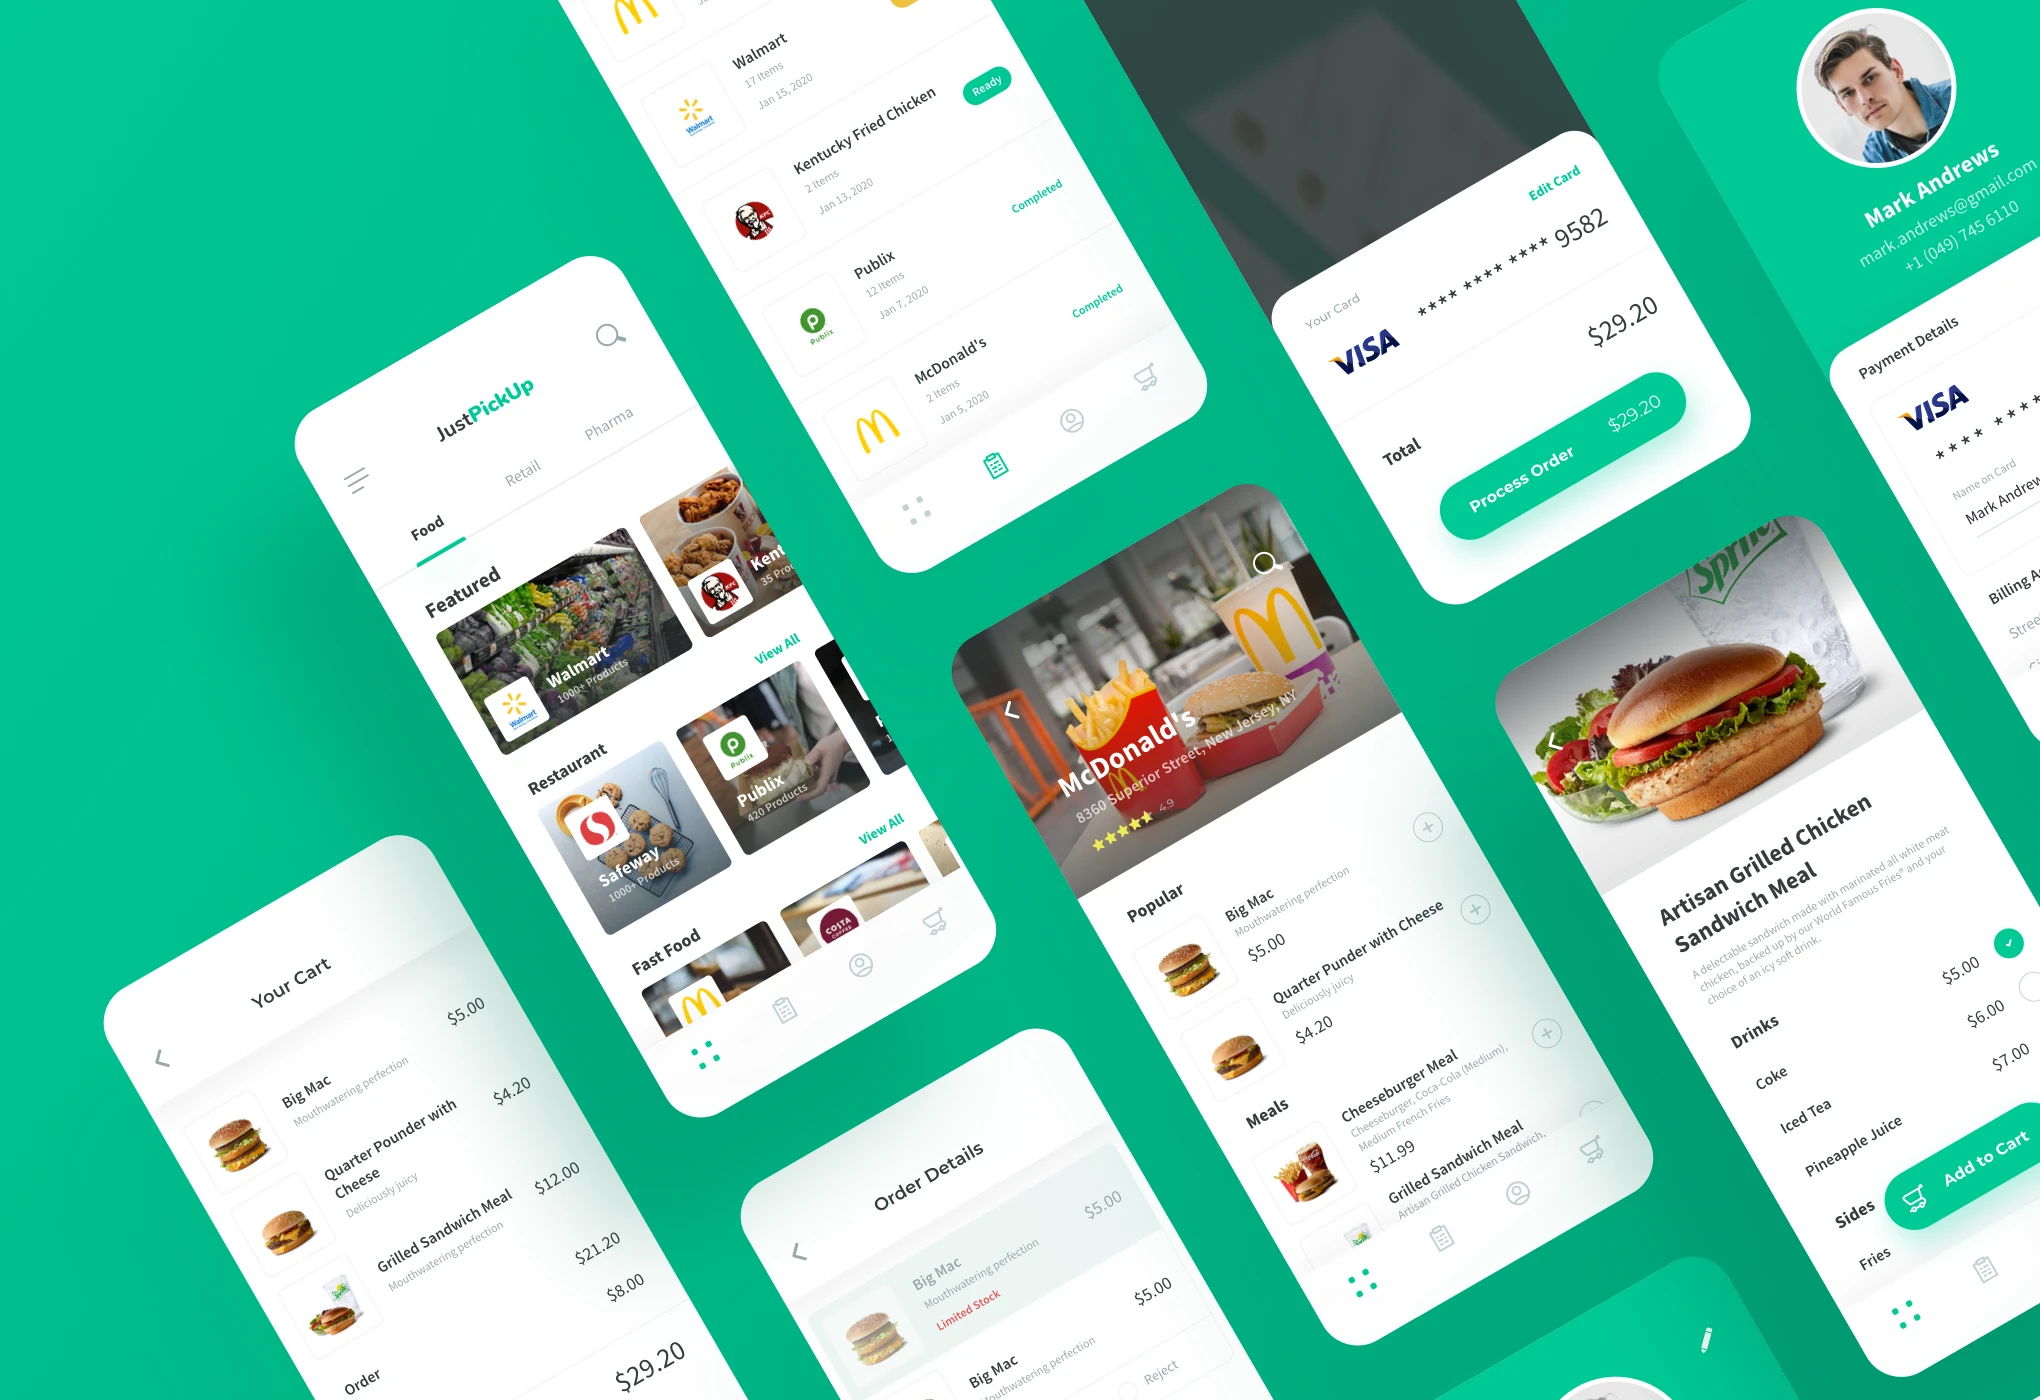 Walmart
17 Items
Jan 15, 2020
Walmart
Kentucky Fried Chicken
2 Items
Jan 13, 2020
Ready
KFC
Publix
12 Items
Jan 7, 2020
Completed
Publix
McDonald's
2 Items
Jan 5, 2020
Completed
JustPickUp
Food
Retail
Pharma
Featured
Walmart
1000+ Products
Walmart
Kent
35 Proc
KFC
Restaurant
View All
Safeway
1000+ Products
Publix
420 Products
Publix
Fast Food
View All
COSTA
COFFEE
Your Cart
Big Mac
Mouthwatering perfection
$5.00
Quarter Pounder with
Cheese
Deliciously juicy
$4.20
Grilled Sandwich Meal
Mouthwatering perfection
$12.00
$21.20
$8.00
Order
$29.20
Order Details
Big Mac
Mouthwatering perfection
Limited Stock
$5.00
Big Mac
Mouthwatering perfection
$5.00
Reject
McDonald's
8360 Superior Street, New Jersey, NY
4.9
Popular
Big Mac
Mouthwatering perfection
$5.00
Quarter Punder with Cheese
Deliciously juicy
$4.20
Meals
Cheeseburger Meal
Cheeseburger, Coca-Cola (Medium),
Medium French Fries
$11.99
Grilled Sandwich Meal
Artisan Grilled Chicken Sandwich,
Edit Card
Your Card
VISA
**** **** **** 9582
$29.20
Total
Process Order
$29.20
Sprite
Artisan Grilled Chicken
Sandwich Meal
A delectable sandwich made with marinated all white meat
chicken, backed up by our World Famous Fries® and your
choice of an icy soft drink.
Drinks
Coke
$5.00
Iced Tea
$6.00
Pineapple Juice
$7.00
Sides
Fries
Add to Cart
Mark Andrews
mark.andrews@gmail.com
+1 (049) 745 6110
Payment Details
VISA
**** ****
Name on Card
Mark Andrew
Billing A
Stree